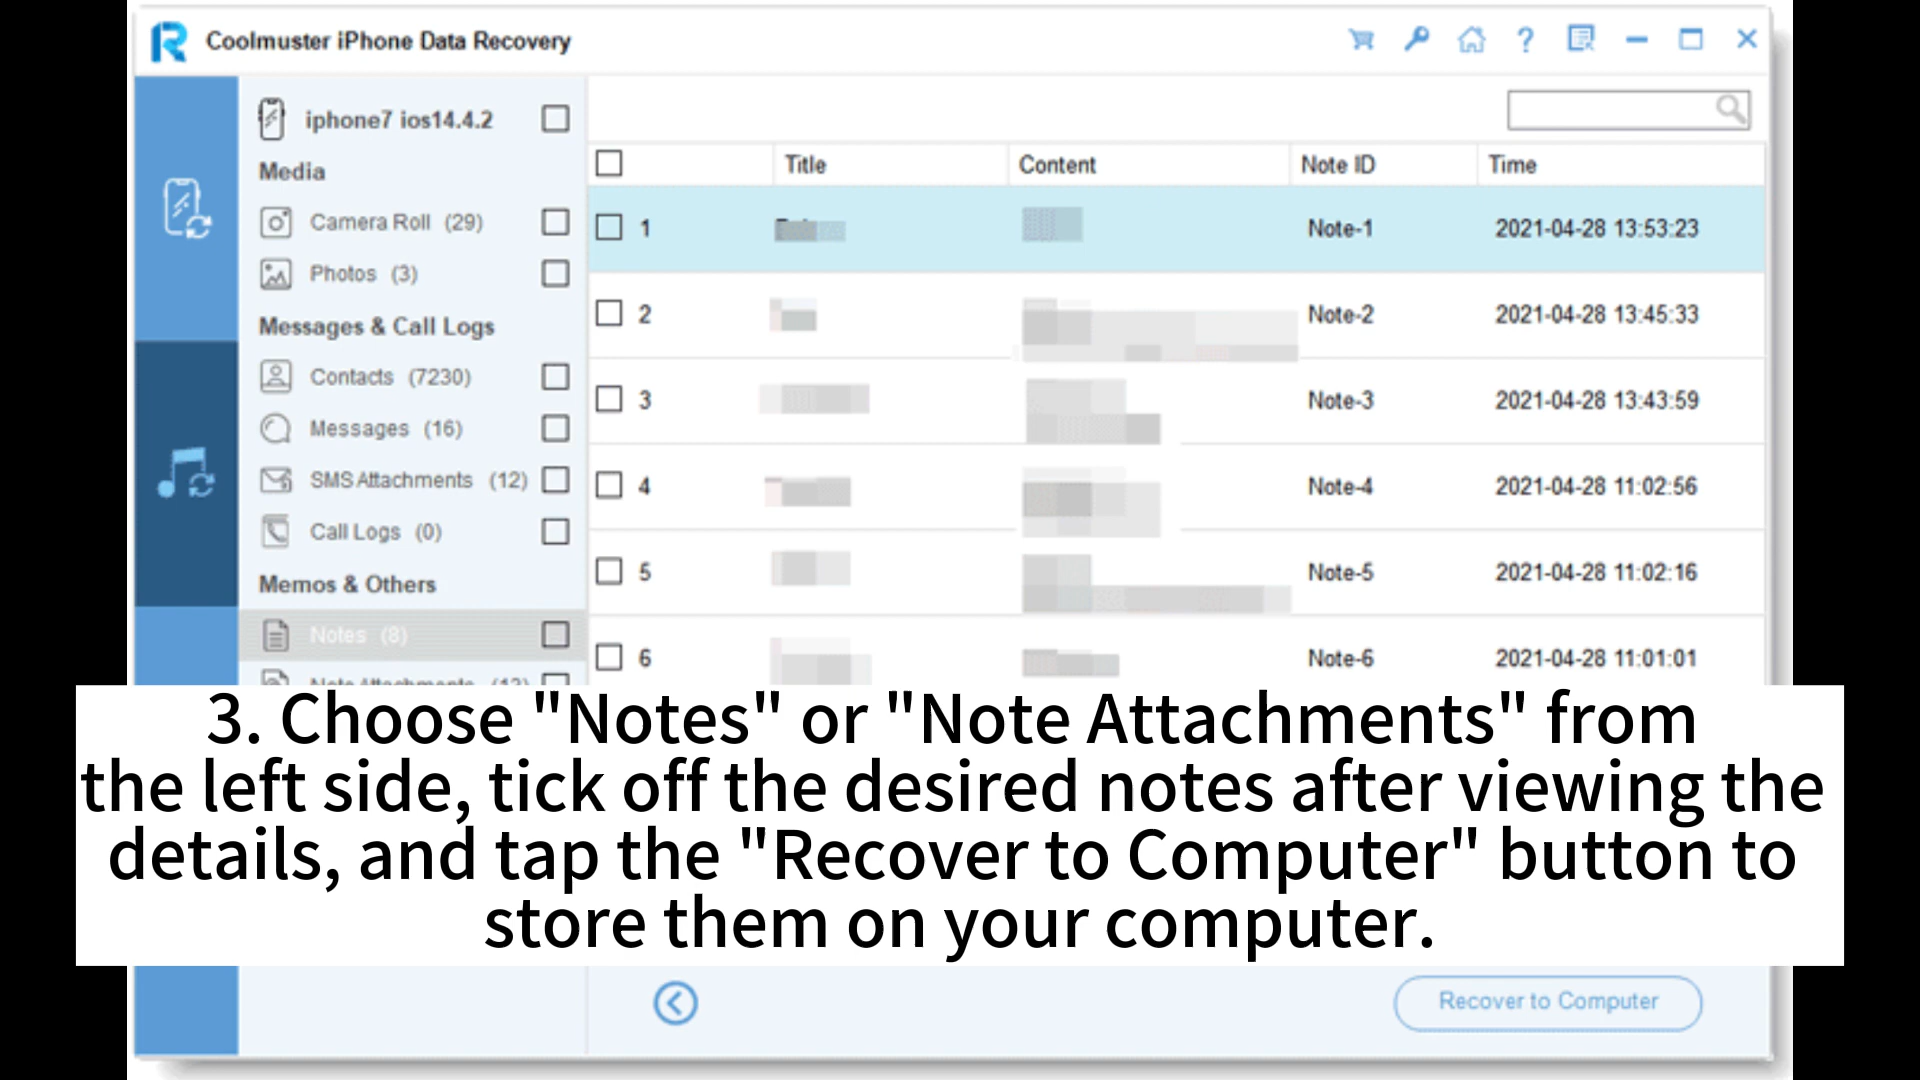 Coolmuster iPhone Data Recovery
iphone7 ios14.4.2
Media
Camera Roll (29)
Photos (3)
Messages & Call Logs
Contacts (7230)
Messages (16)
SMS Attachments (12)
Call Logs (0)
Memos & Others
Notes (8)
Title Content Note ID Time
1 Note-1 2021-04-28 13:53:23
2 Note-2 2021-04-28 13:45:33
3 Note-3 2021-04-28 13:43:59
4 Note-4 2021-04-28 11:02:56
5 Note-5 2021-04-28 11:02:16
6 Note-6 2021-04-28 11:01:01
3. Choose "Notes" or "Note Attachments" from
the left side, tick off the desired notes after viewing the
details, and tap the "Recover to Computer" button to
store them on your computer.
Recover to Computer